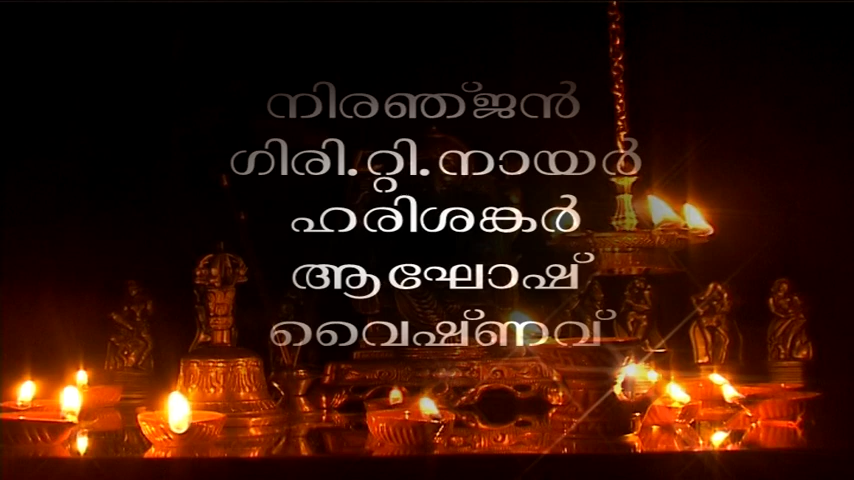 നിരഞ്ജൻ
ഗിരി.റ്റി.നായർ
ഹരിശങ്കർ
ആഘോഷ്
വൈഷ്ണവ്